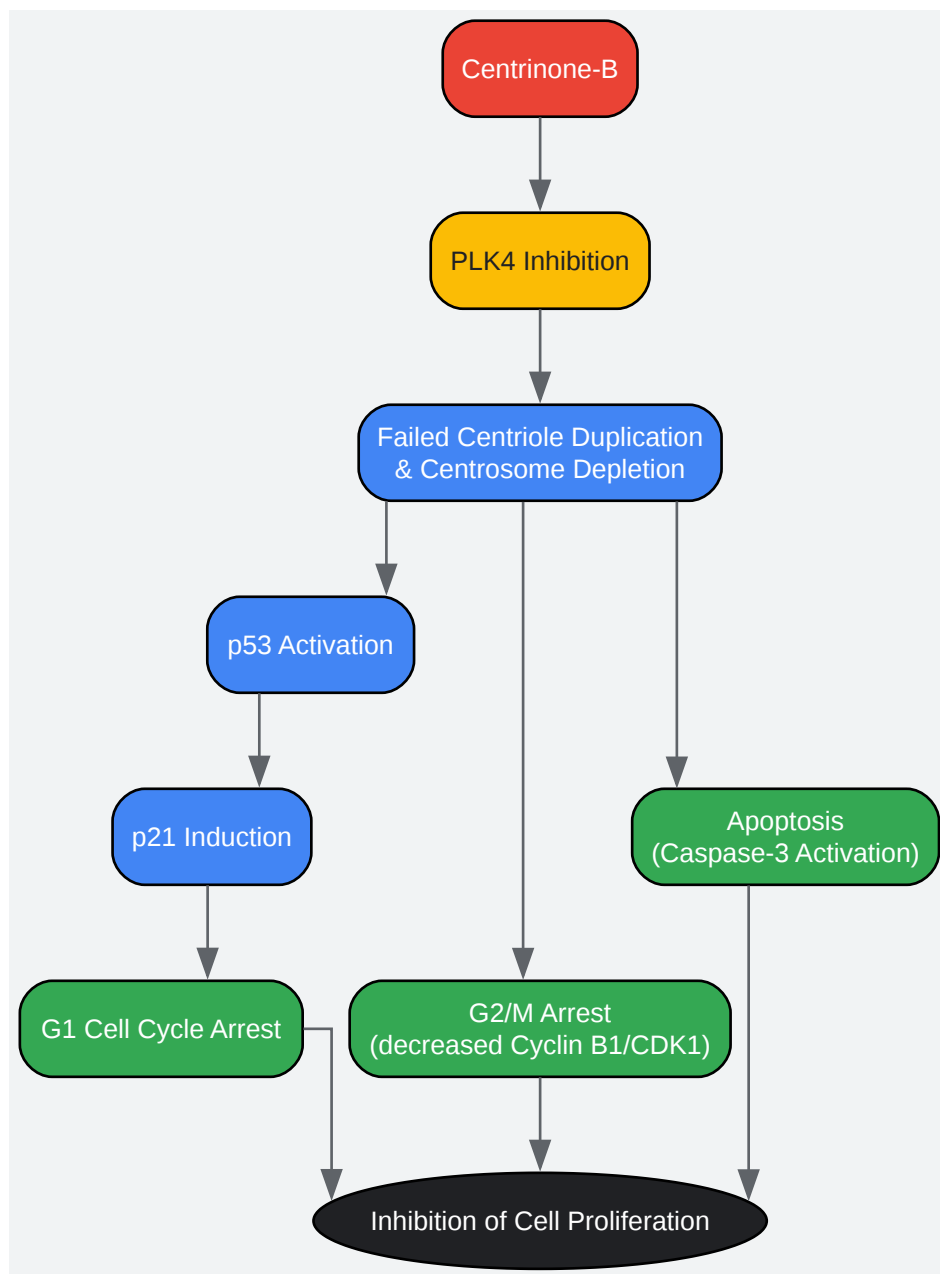 Centrinone-B
PLK4 Inhibition
Failed Centriole Duplication
& Centrosome Depletion
p53 Activation
p21 Induction
Apoptosis
(Caspase-3 Activation)
G1 Cell Cycle Arrest
G2/M Arrest
(decreased Cyclin B1/CDK1)
Inhibition of Cell Proliferation